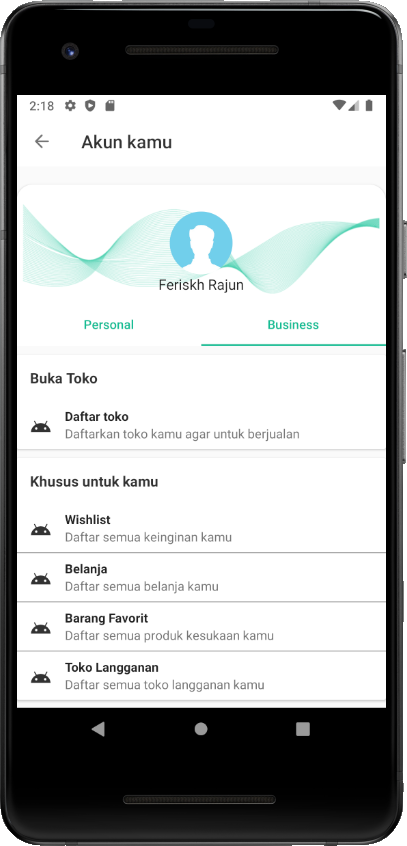 2:18
Akun kamu
Feriskh Rajun
Personal
Business
Buka Toko
Daftar toko
Daftarkan toko kamu agar untuk berjualan
Khusus untuk kamu
Wishlist
Daftar semua keinginan kamu
Belanja
Daftar semua belanja kamu
Barang Favorit
Daftar semua produk kesukaan kamu
Toko Langganan
Daftar semua toko langganan kamu